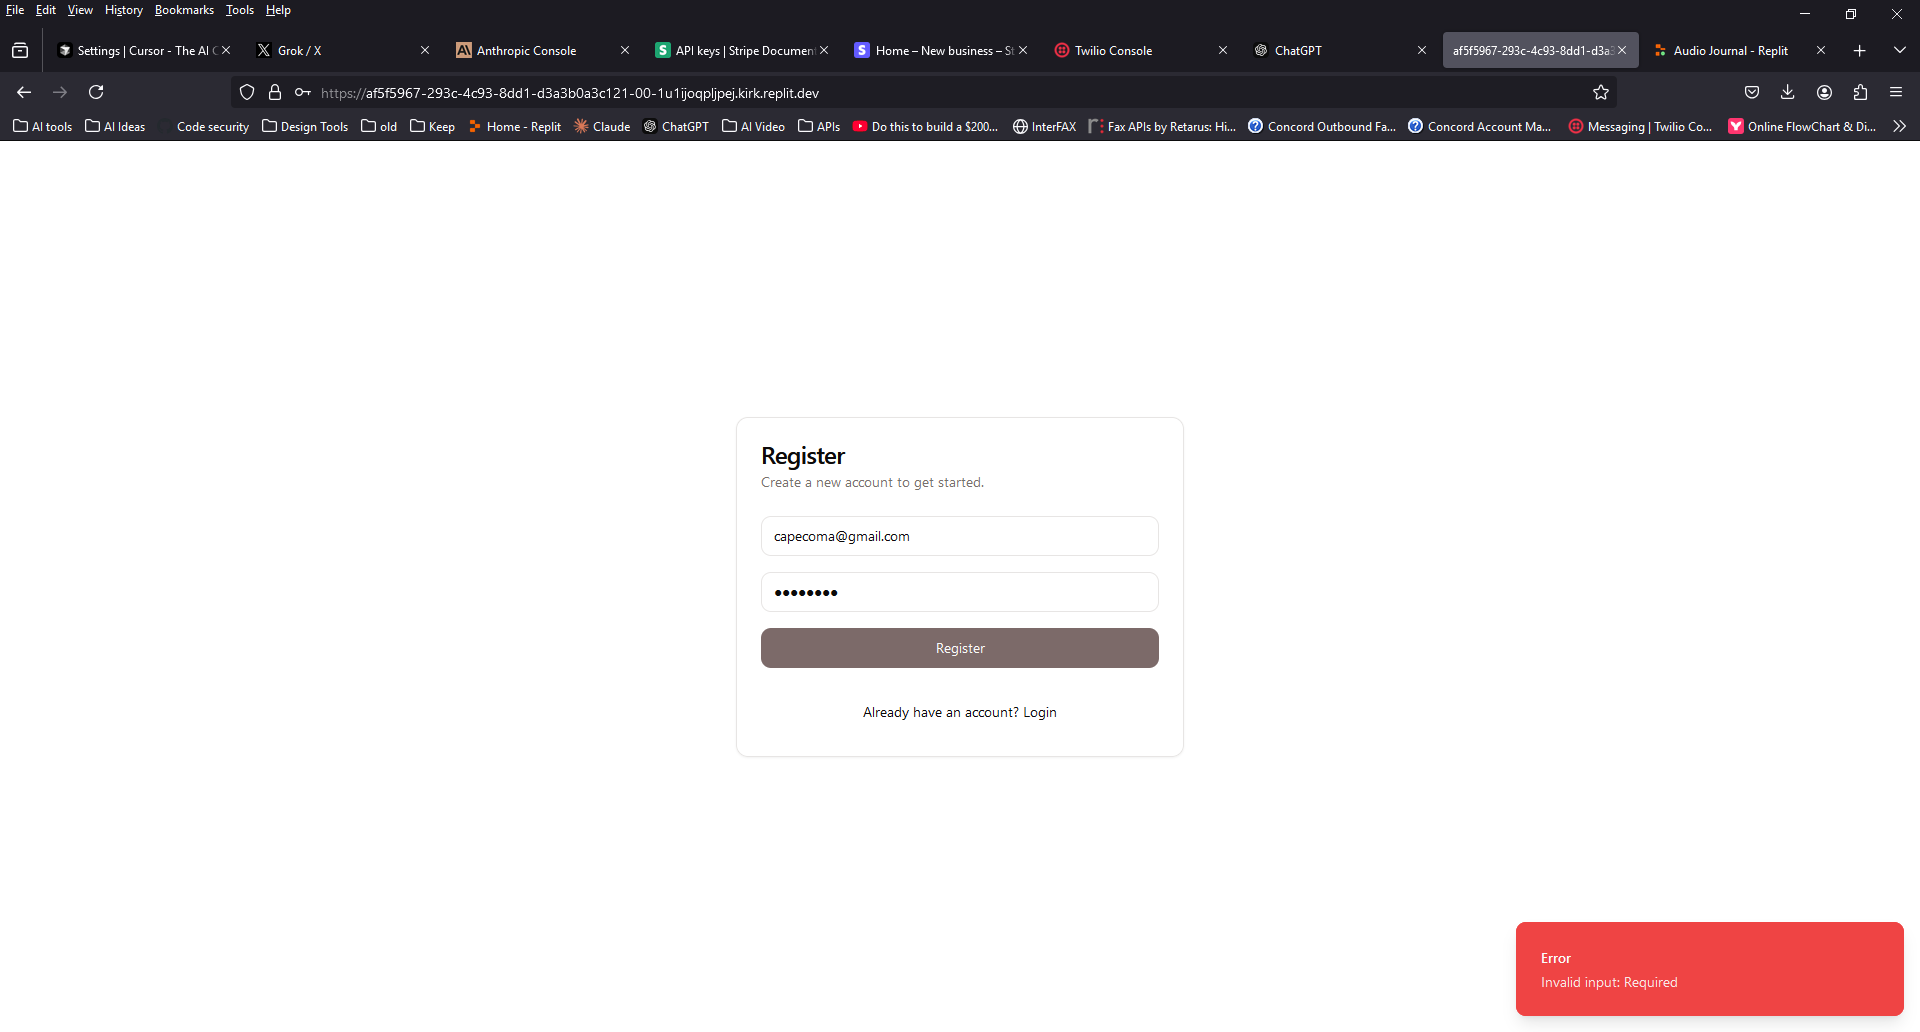 File Edit View History Bookmarks Tools Help
Settings | Cursor - The AI C
Grok / X
Anthropic Console
API keys | Stripe Document
Home – New business – St
Twilio Console
ChatGPT
af5f5967-293c-4c93-8dd1-d3a3
Audio Journal - Replit
https://af5f5967-293c-4c93-8dd1-d3a3b0a3c121-00-1u1ijoqpljpej.kirk.replit.dev
AI tools AI Ideas Code security Design Tools old Keep Home - Replit Claude ChatGPT AI Video APIs Do this to build a $200... InterFAX Fax APIs by Retarus: Hi... Concord Outbound Fa... Concord Account Ma... Messaging | Twilio Co... Online FlowChart & Di...
Register
Create a new account to get started.
capecoma@gmail.com
Register
Already have an account? Login
Error
Invalid input: Required